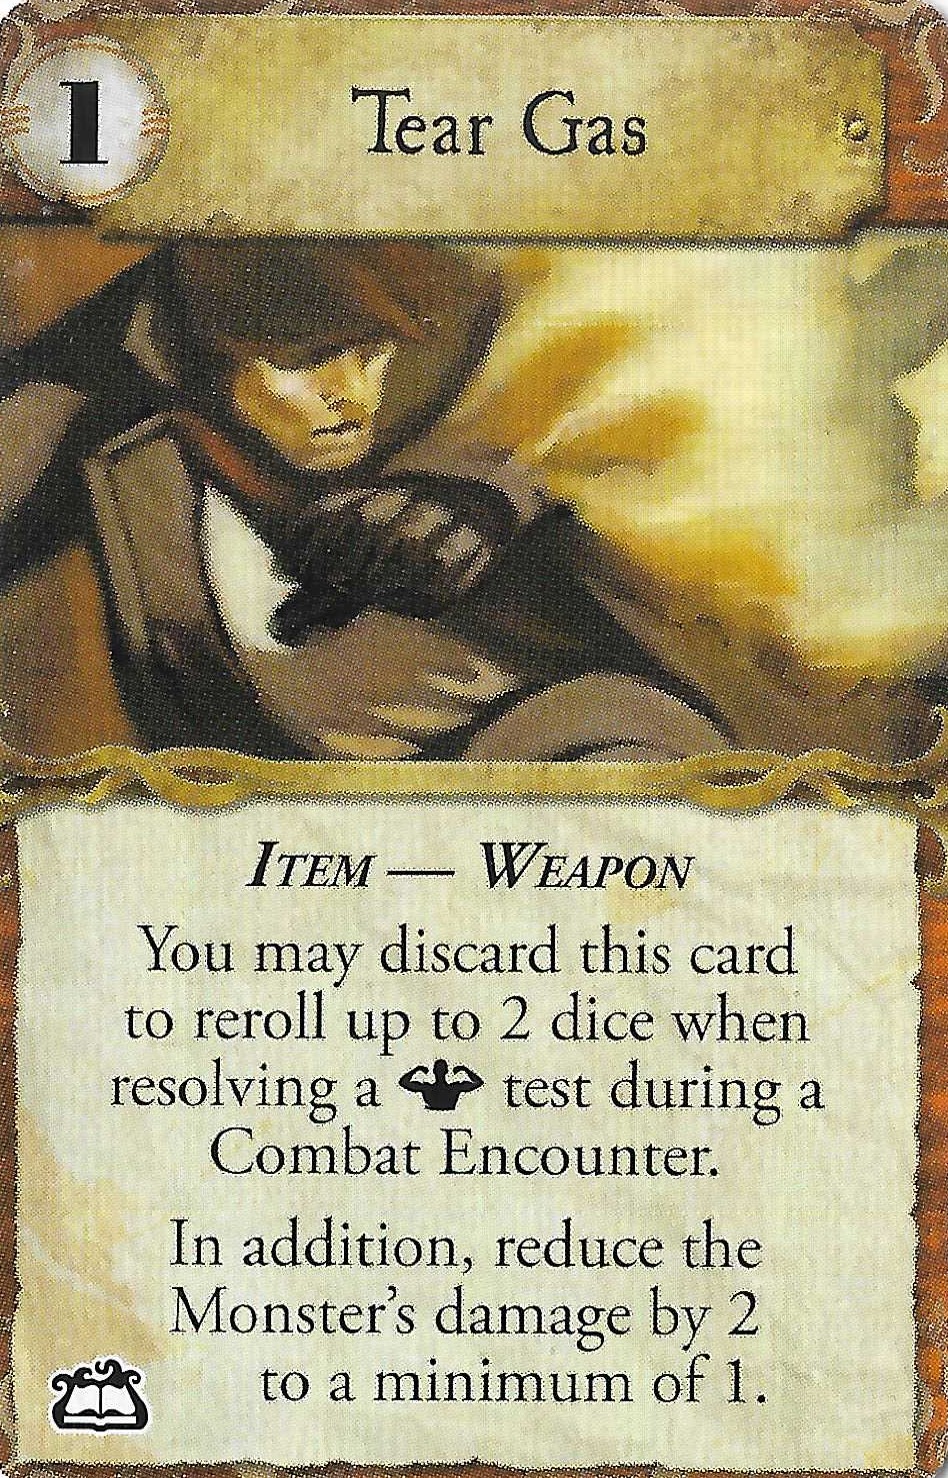 1
Tear Gas
ITEM — WEAPON
You may discard this card
to reroll up to 2 dice when
resolving a test during a
Combat Encounter.
In addition, reduce the
Monster's damage by 2
to a minimum of 1.